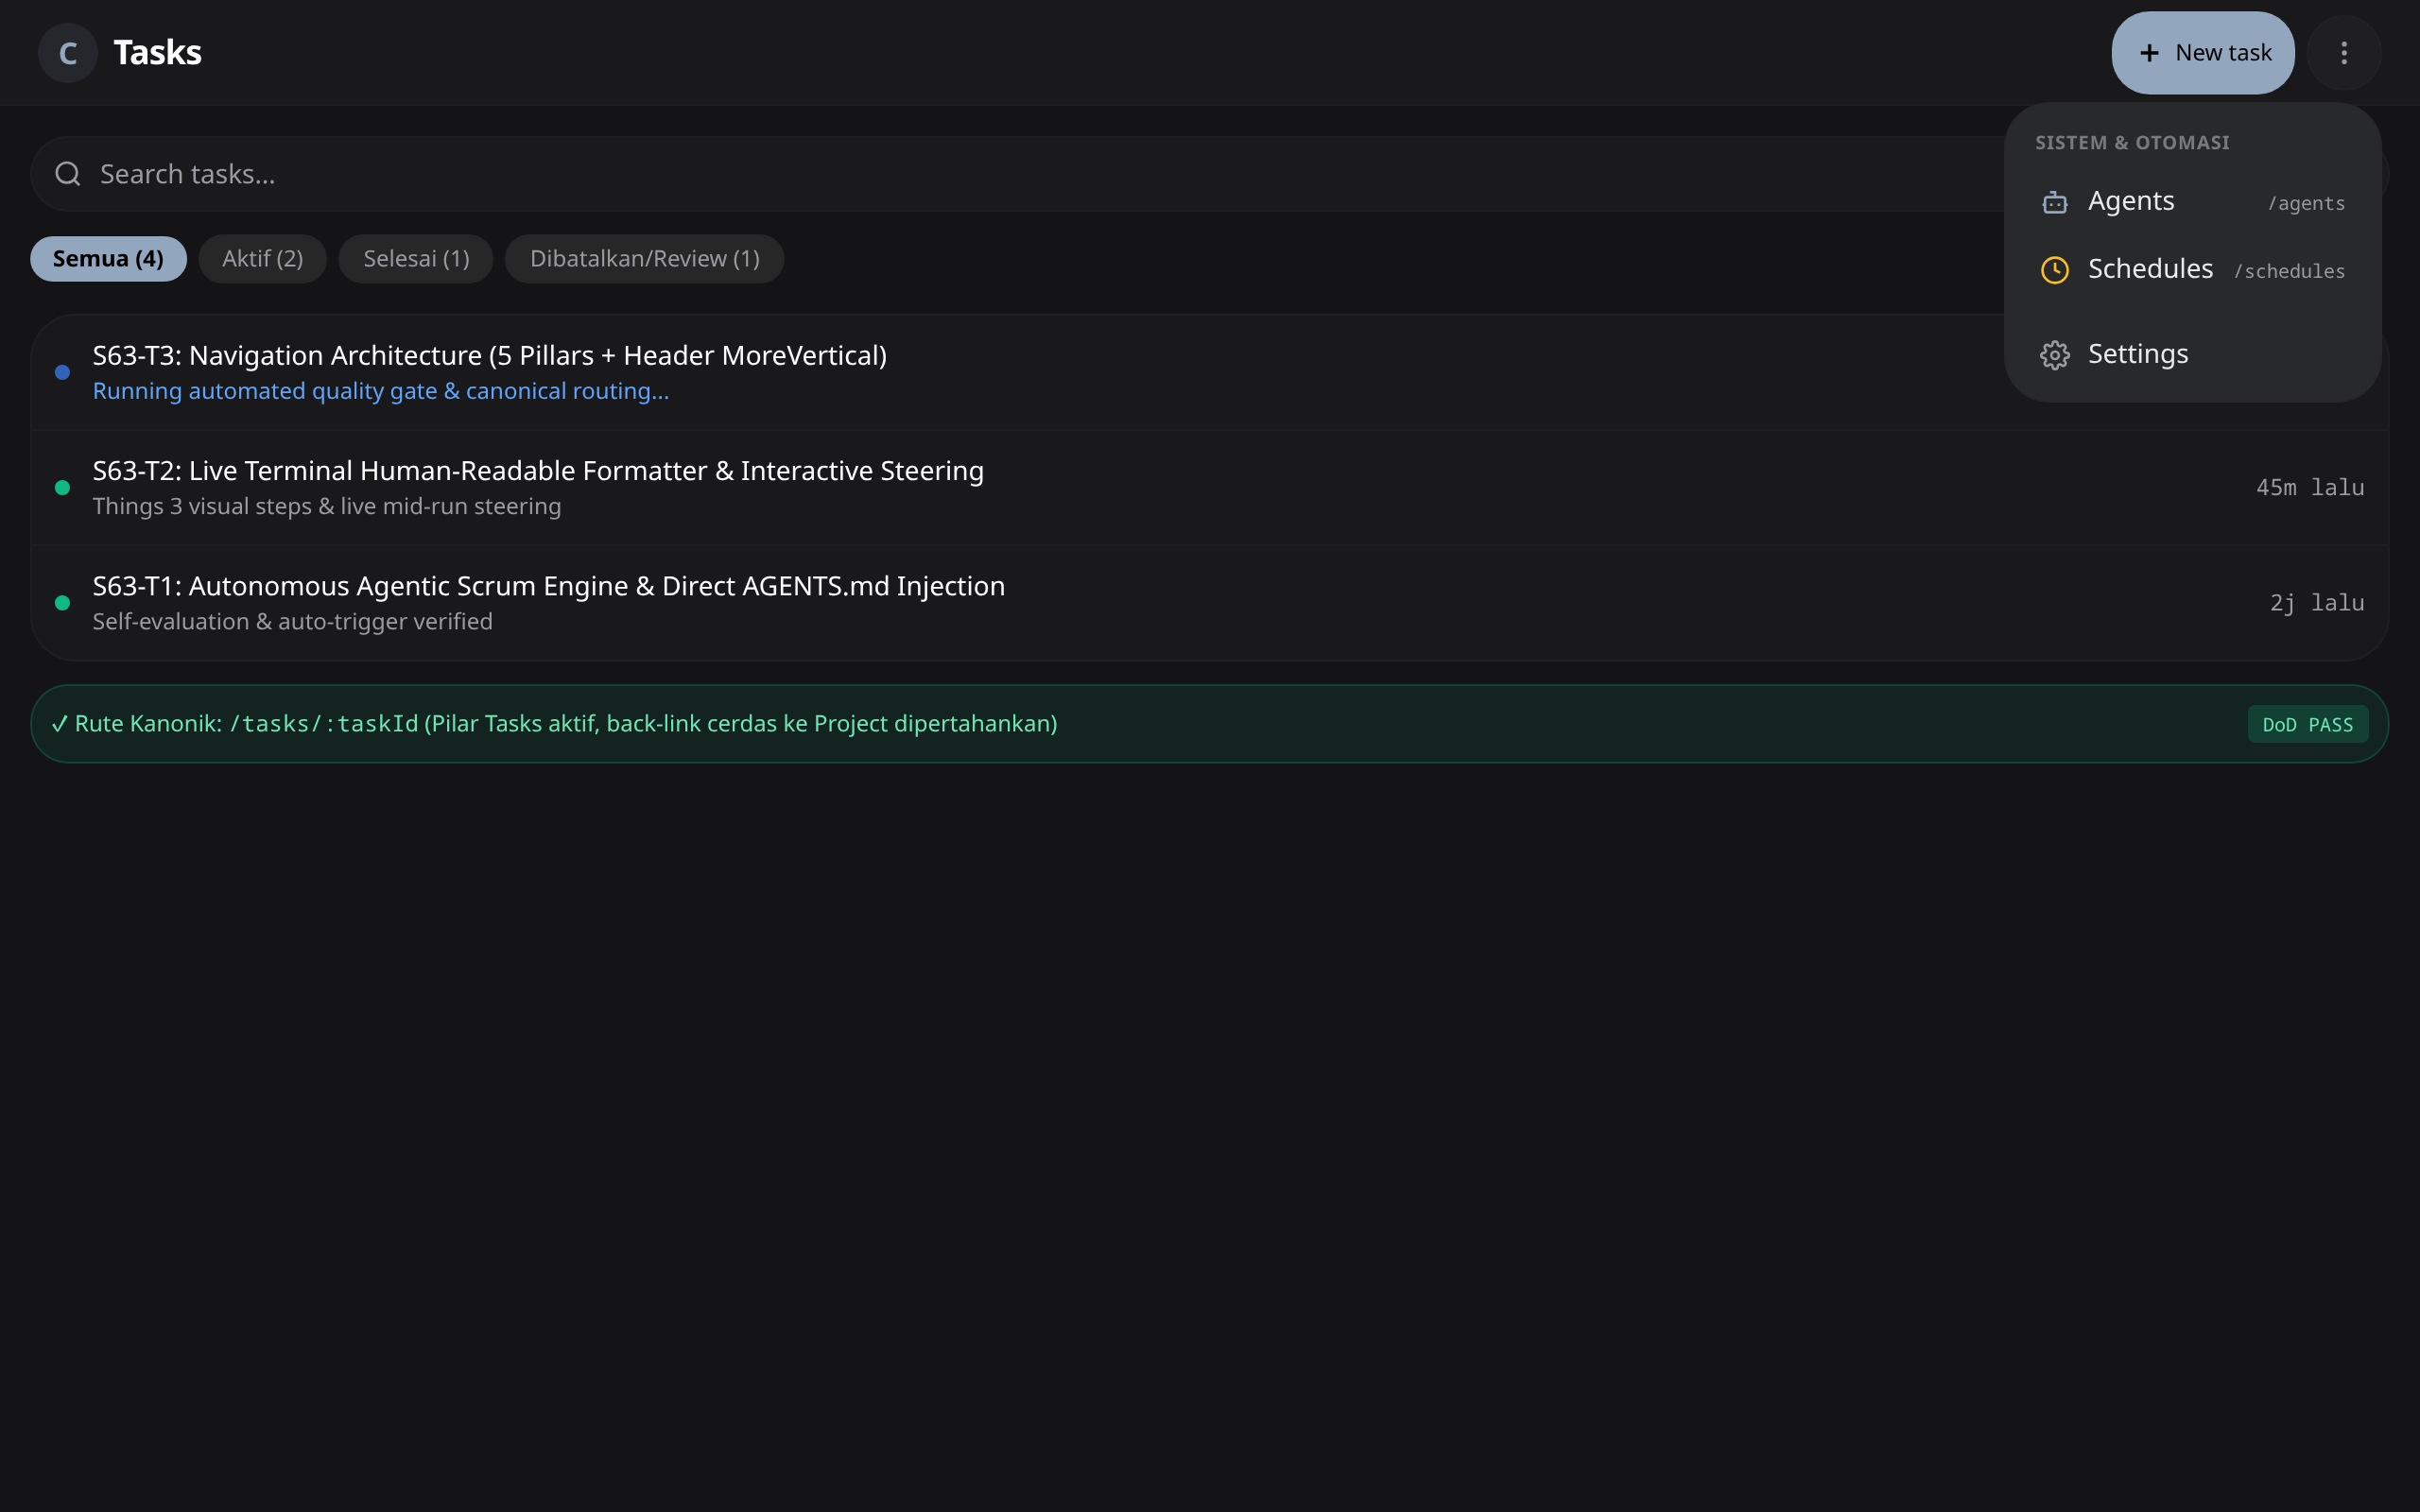 C Tasks
+ New task
SISTEM & OTOMASI
Search tasks...
Agents /agents
Semua (4) Aktif (2) Selesai (1) Dibatalkan/Review (1)
Schedules /schedules
Settings
S63-T3: Navigation Architecture (5 Pillars + Header MoreVertical)
Running automated quality gate & canonical routing...
S63-T2: Live Terminal Human-Readable Formatter & Interactive Steering
Things 3 visual steps & live mid-run steering
45m lalu
S63-T1: Autonomous Agentic Scrum Engine & Direct AGENTS.md Injection
Self-evaluation & auto-trigger verified
2j lalu
✓ Rute Kanonik: /tasks/:taskId (Pilar Tasks aktif, back-link cerdas ke Project dipertahankan)
DoD PASS